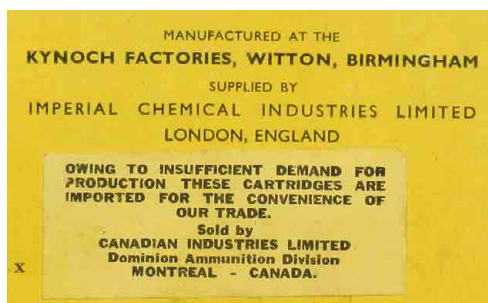 MANUFACTURED AT THE
KYNOCH FACTORIES, WITTON, BIRMINGHAM
SUPPLIED BY
IMPERIAL CHEMICAL INDUSTRIES LIMITED
LONDON, ENGLAND
OWING TO INSUFFICIENT DEMAND FOR
PRODUCTION THESE CARTRIDGES ARE
IMPORTED FOR THE CONVENIENCE OF
OUR TRADE.
Sold by
CANADIAN INDUSTRIES LIMITED
Dominion Ammunition Division
MONTREAL - CANADA.
x